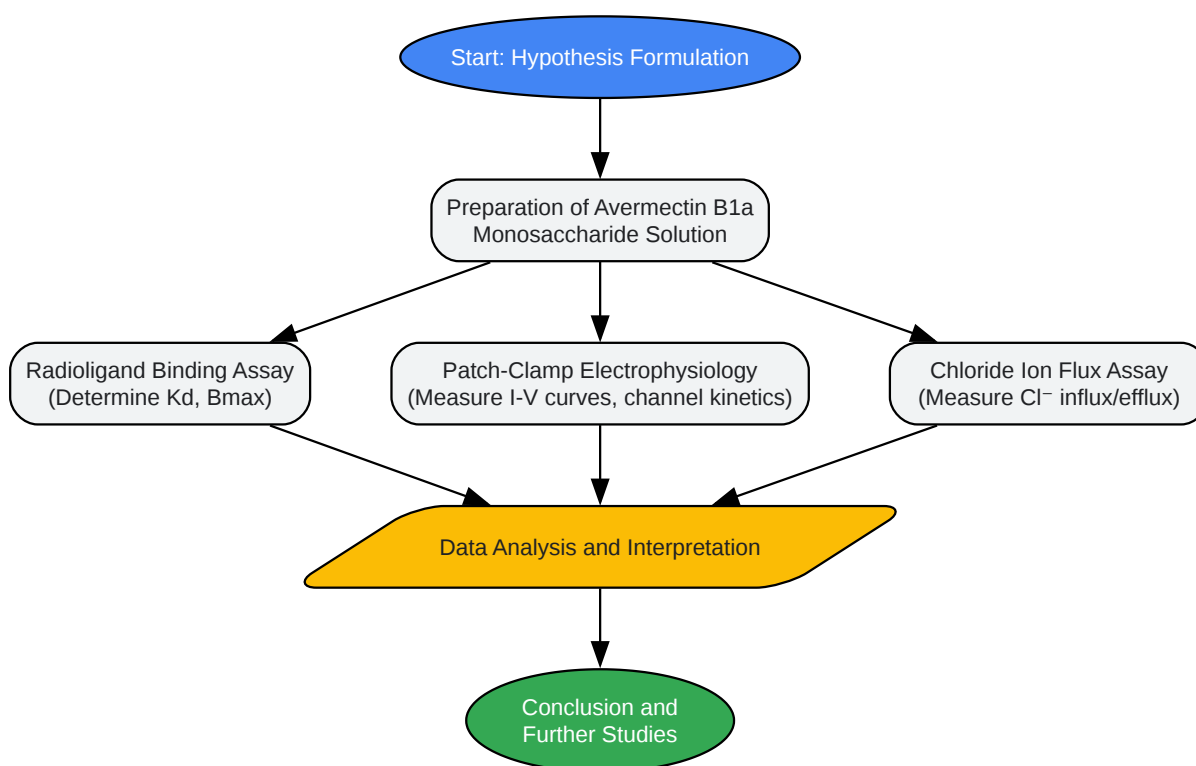 Start: Hypothesis Formulation
Preparation of Avermectin B1a
Monosaccharide Solution
Radioligand Binding Assay
(Determine Kd, Bmax)
Patch-Clamp Electrophysiology
(Measure I-V curves, channel kinetics)
Chloride Ion Flux Assay
(Measure Cl⁻ influx/efflux)
Data Analysis and Interpretation
Conclusion and
Further Studies